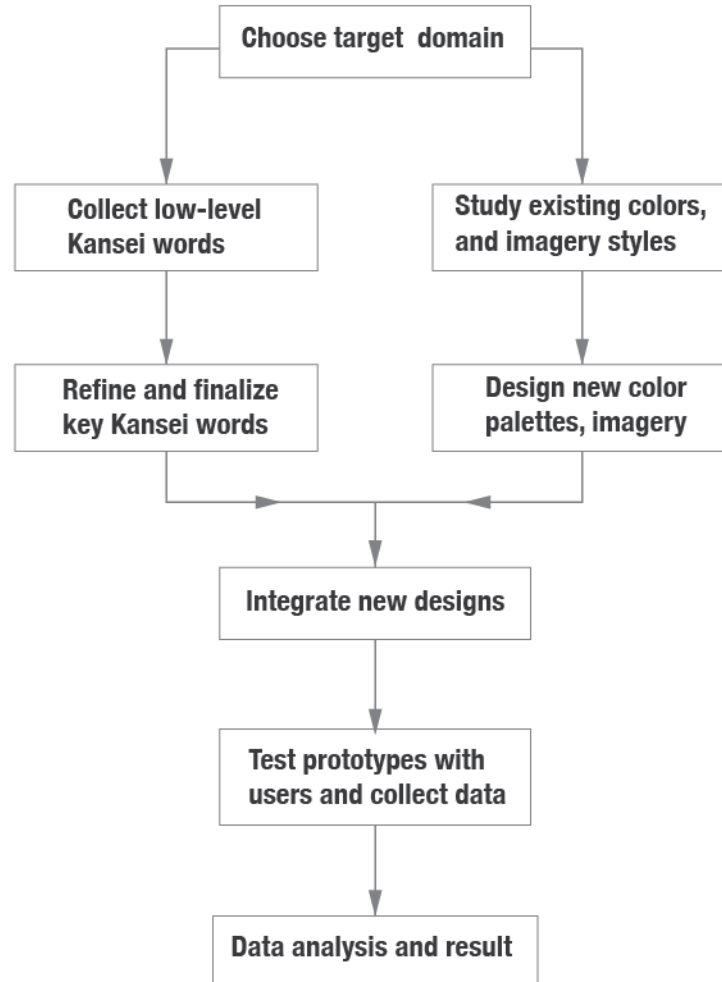 Choose target domain
Collect low-level
Kansei words
Study existing colors,
and imagery styles
Refine and finalize
key Kansei words
Design new color
palettes, imagery
Integrate new designs
Test prototypes with
users and collect data
Data analysis and result